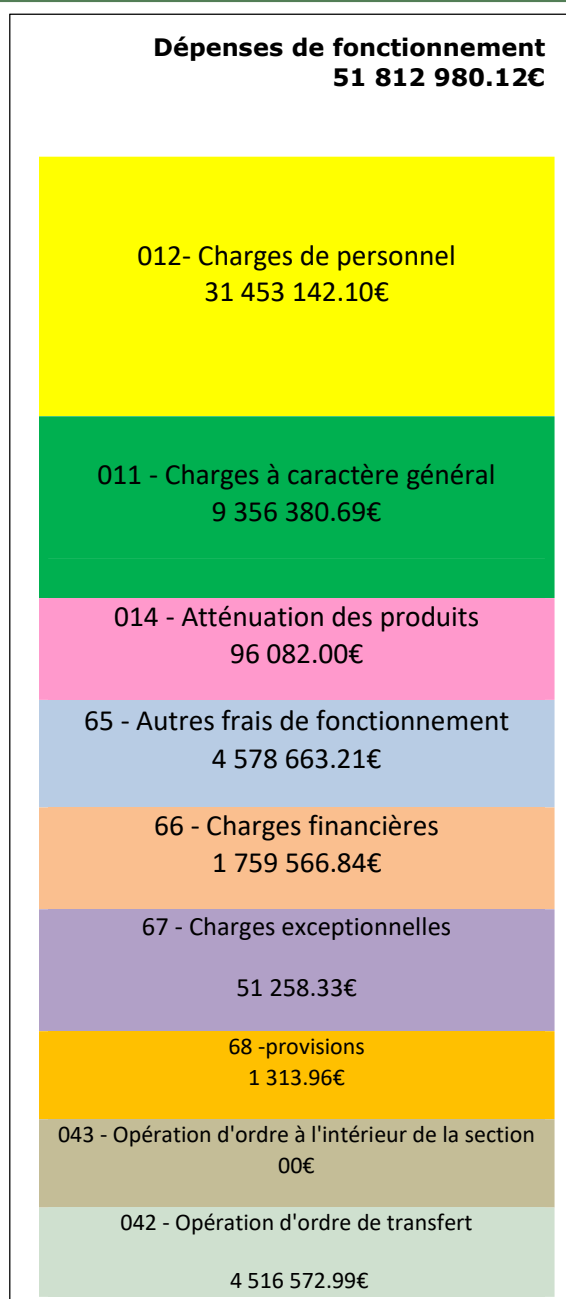 Dépenses de fonctionnement
51 812 980.12€
012- Charges de personnel
31 453 142.10€
011 - Charges à caractère général
9 356 380.69€
014 - Atténuation des produits
96 082.00€
65 - Autres frais de fonctionnement
4 578 663.21€
66 - Charges financières
1 759 566.84€
67 - Charges exceptionnelles
51 258.33€
68 -provisions
1 313.96€
043 - Opération d'ordre à l'intérieur de la section
00€
042 - Opération d'ordre de transfert
4 516 572.99€